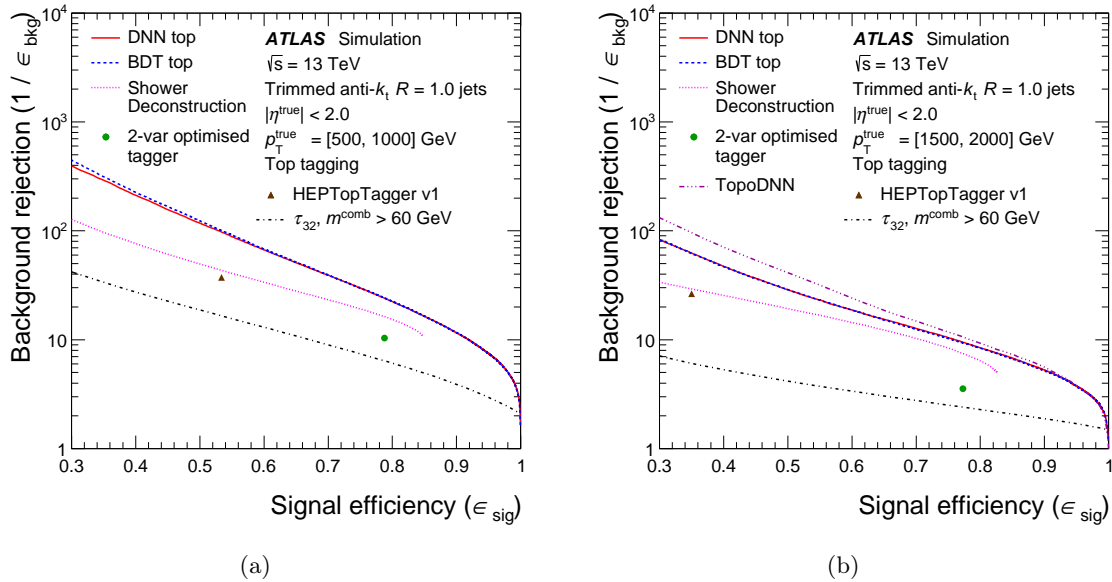 Background rejection (1 / ∈ bkg)
10⁴
10³
10²
10
1
DNN top
BDT top
Shower
Deconstruction
2-var optimised
tagger
ATLAS Simulation
√s = 13 TeV
Trimmed anti-kt R = 1.0 jets
|η^true| < 2.0
p_T^true = [500, 1000] GeV
Top tagging
HEPTopTagger v1
τ32, m^comb > 60 GeV
0.3 0.4 0.5 0.6 0.7 0.8 0.9 1
Signal efficiency (∈ sig)
(a)
Background rejection (1 / ∈ bkg)
10⁴
10³
10²
10
1
DNN top
BDT top
Shower
Deconstruction
2-var optimised
tagger
TopoDNN
ATLAS Simulation
√s = 13 TeV
Trimmed anti-kt R = 1.0 jets
|η^true| < 2.0
p_T^true = [1500, 2000] GeV
Top tagging
HEPTopTagger v1
τ32, m^comb > 60 GeV
0.3 0.4 0.5 0.6 0.7 0.8 0.9 1
Signal efficiency (∈ sig)
(b)